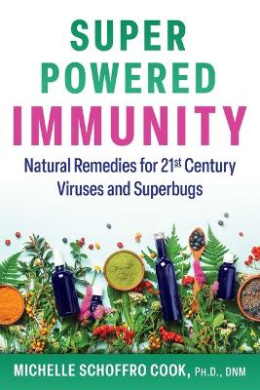 SUPER
POWERED
IMMUNITY
Natural Remedies for 21st Century
Viruses and Superbugs
MICHELLE SCHOFFRO COOK, PH.D., DNM